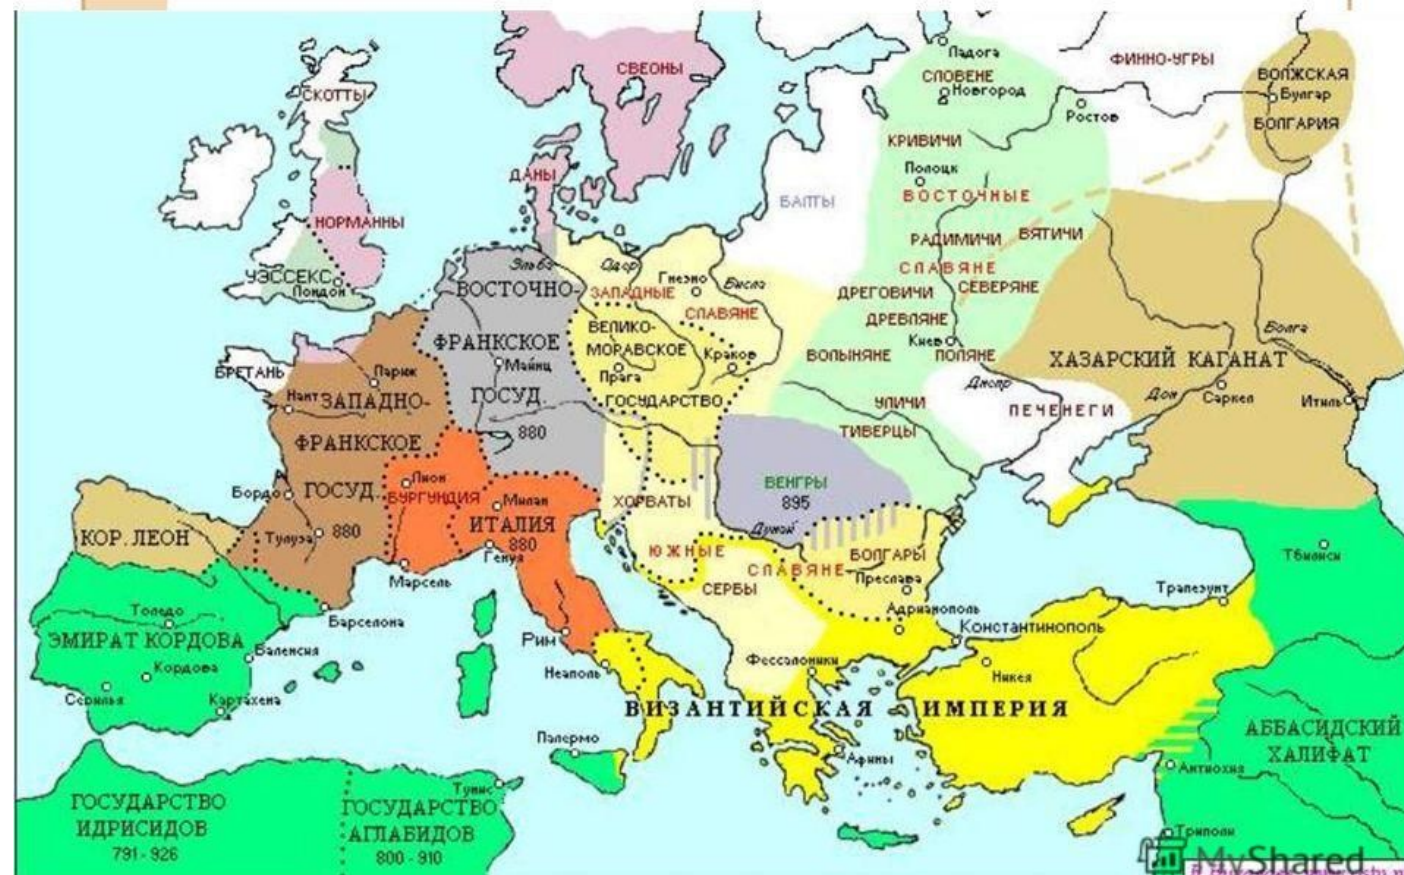 Ладога
ФИННО-УГРЫ
СВЕОНЫ
СЛОВЕНЕ
Новгород
ВОЛЖСКАЯ
Булгар
БОЛГАРИЯ
СКОТТЫ
Ростов
КРИВИЧИ
Полоцк
ДАНЫ
БАЛТЫ
ВОСТОЧНЫЕ
НОРМАННЫ
РАДИМИЧИ
ВЯТИЧИ
СЛАВЯНЕ
СЕВЕРЯНЕ
УЭССЕКС
Лондон
Эльба
Одер
Гнезно
Висла
ВОСТОЧНО-
ЗАПАДНЫЕ
СЛАВЯНЕ
ДРЕГОВИЧИ
ДРЕВЛЯНЕ
Волга
ВЕЛИКО-
МОРАВСКОЕ
Краков
ФРАНКСКОЕ
Майнц
Прага
ГОСУДАРСТВО
ВОЛЫНЯНЕ
Киев
ПОЛЯНЕ
ХАЗАРСКИЙ КАГАНАТ
БРЕТАНЬ
Париж
Днепр
Дон
Саркел
Итиль
Нант
ЗАПАДНО-
ГОСУД.
880
УЛИЧИ
ПЕЧЕНЕГИ
ТИВЕРЦЫ
ФРАНКСКОЕ
Лион
БУРГУНДИЯ
Бордо
ГОСУД.
880
Милан
ИТАЛИЯ
880
Генуя
ХОРВАТЫ
ВЕНГРЫ
895
Дунай
КОР. ЛЕОН
Тулуза
Марсель
ЮЖНЫЕ
СЛАВЯНЕ
БОЛГАРЫ
Преслава
СЕРБЫ
Тбилиси
Трапезунт
Толедо
Барселона
Адрианополь
Константинополь
ЭМИРАТ КОРДОВА
Валенсия
Кордова
Рим
Неаполь
Фессалоники
Никея
Севилья
Картахена
ВИЗАНТИЙСКАЯ ИМПЕРИЯ
Палермо
Афины
АББАСИДСКИЙ
ХАЛИФАТ
Антиохия
Тунис
ГОСУДАРСТВО
ИДРИСИДОВ
791 - 926
ГОСУДАРСТВО
АГЛАБИДОВ
800 - 910
Триполи
MyShared